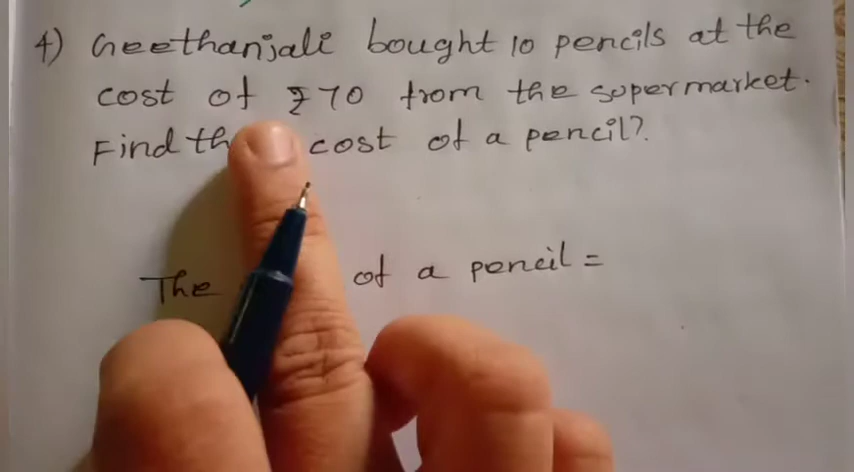 4) Geethanjali bought 10 pencils at the
cost of ₹70 from the supermarket.
Find th cost of a pencil?
The of a pencil =